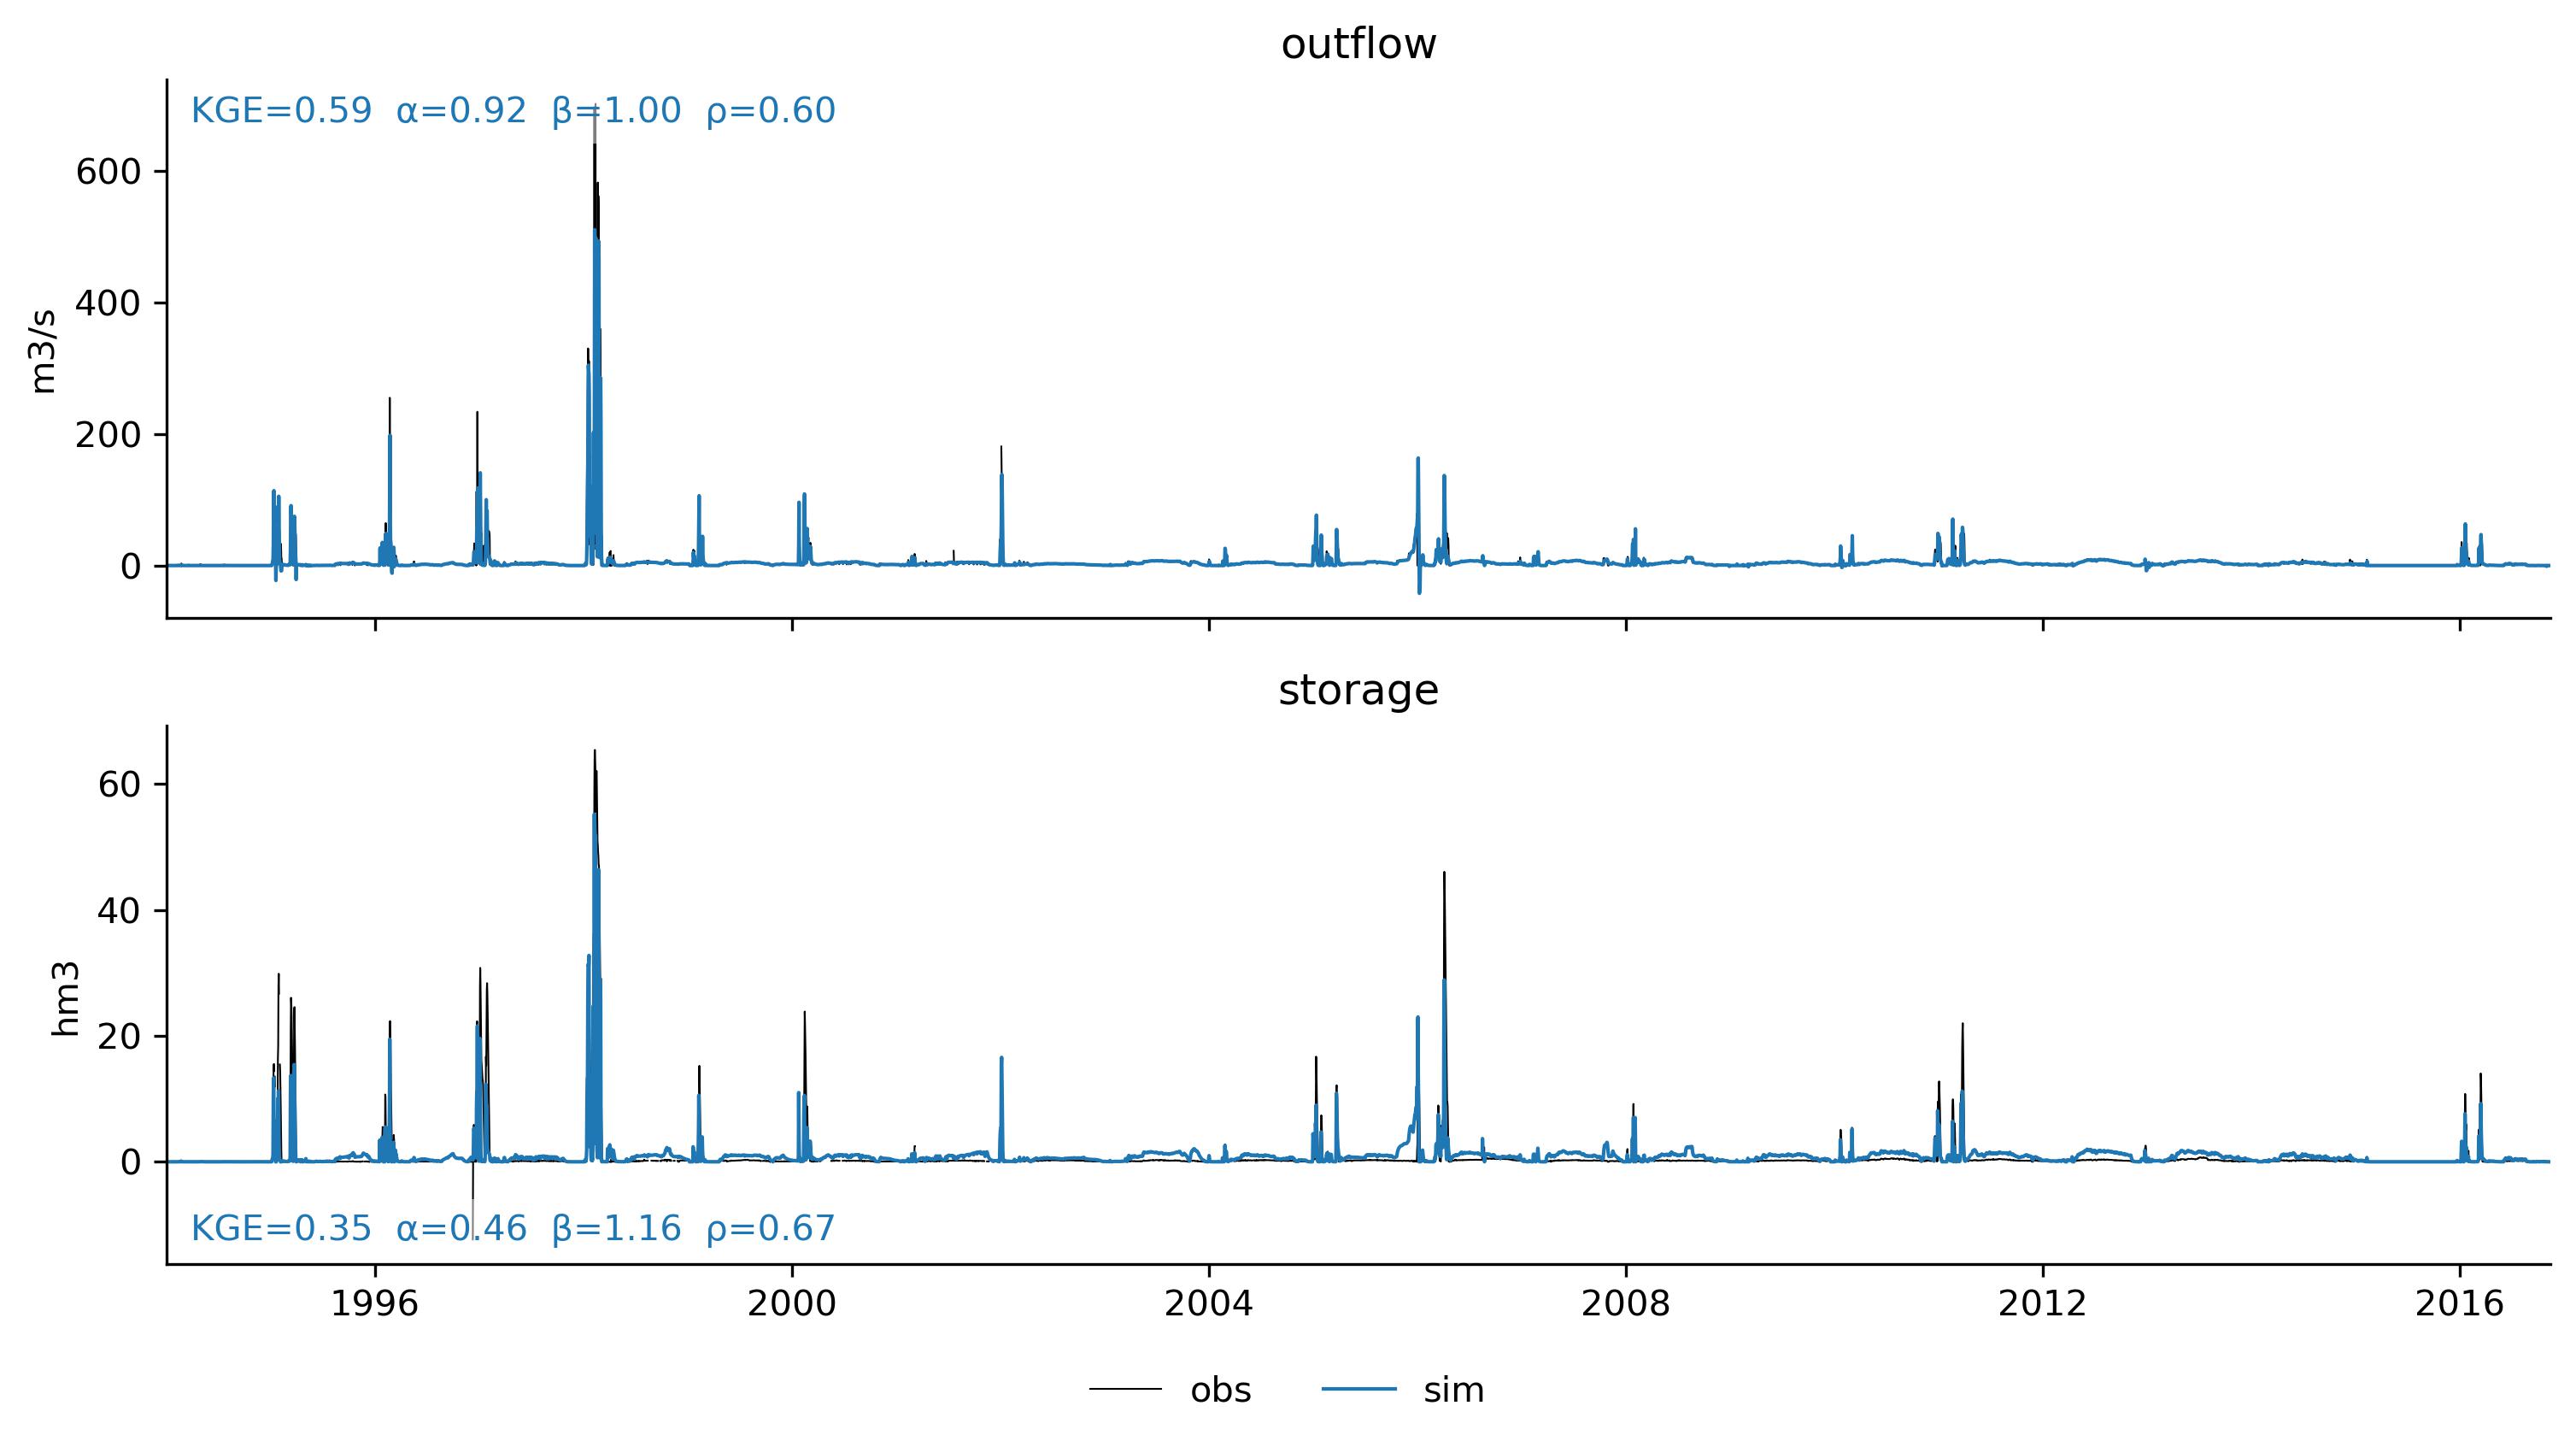 outflow
KGE=0.59 α=0.92 β=1.00 ρ=0.60
600
400
200
0
m3/s
storage
60
40
20
0
hm3
KGE=0.35 α=0.46 β=1.16 ρ=0.67
1996 2000 2004 2008 2012 2016
obs sim